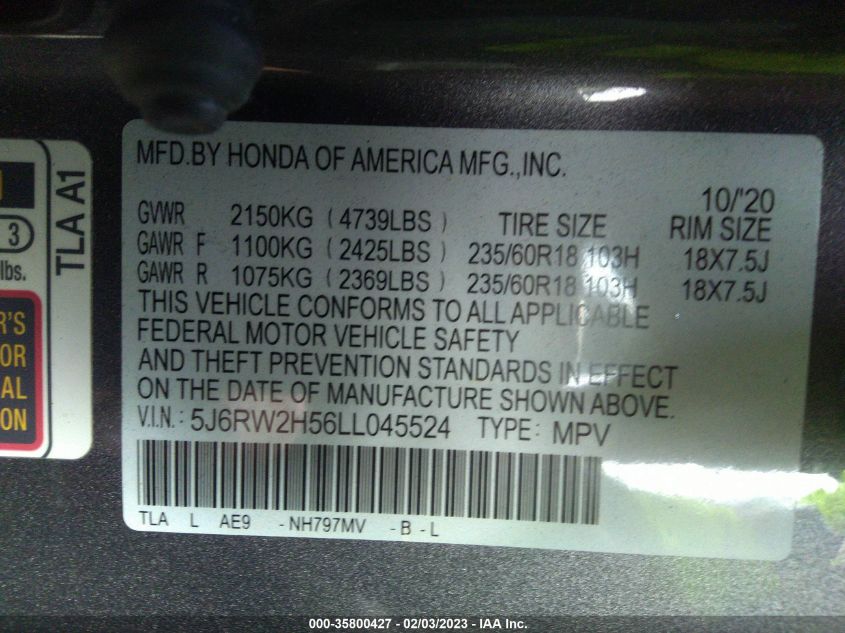 MFD.BY HONDA OF AMERICA MFG.,INC.
10/'20
GVWR 2150KG (4739LBS) TIRE SIZE RIM SIZE
GAWR F 1100KG (2425LBS) 235/60R18 103H 18X7.5J
GAWR R 1075KG (2369LBS) 235/60R18 103H 18X7.5J
THIS VEHICLE CONFORMS TO ALL APPLICABLE
FEDERAL MOTOR VEHICLE SAFETY
AND THEFT PREVENTION STANDARDS IN EFFECT
ON THE DATE OF MANUFACTURE SHOWN ABOVE.
V.I.N.: 5J6RW2H56LL045524 TYPE: MPV
TLA L AE9 -NH797MV -B-L
TLA A1
3
lbs.
R'S
OR
AL
ON
000-35800427 - 02/03/2023 - IAA Inc.